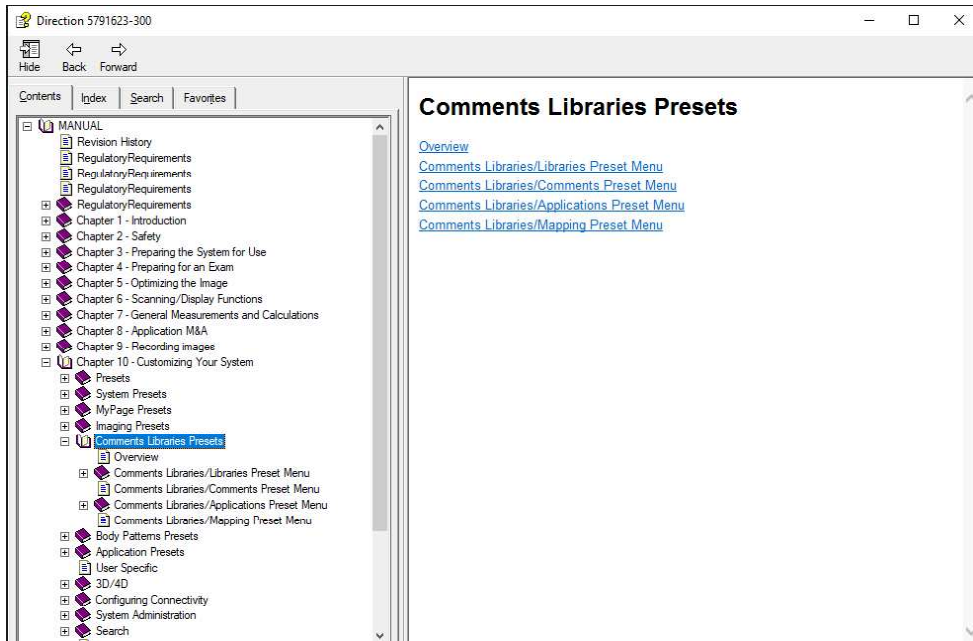 Direction 5791623-300
Hide Back Forward
Contents Index Search Favorites
MANUAL
Revision History
RegulatoryRequirements
RegulatoryRequirements
RegulatoryRequirements
RegulatoryRequirements
Chapter 1 - Introduction
Chapter 2 - Safety
Chapter 3 - Preparing the System for Use
Chapter 4 - Preparing for an Exam
Chapter 5 - Optimizing the Image
Chapter 6 - Scanning/Display Functions
Chapter 7 - General Measurements and Calculations
Chapter 8 - Application M&A
Chapter 9 - Recording images
Chapter 10 - Customizing Your System
Presets
System Presets
MyPage Presets
Imaging Presets
Comments Libraries Presets
Overview
Comments Libraries/Libraries Preset Menu
Comments Libraries/Comments Preset Menu
Comments Libraries/Applications Preset Menu
Comments Libraries/Mapping Preset Menu
Body Patterns Presets
Application Presets
User Specific
3D/4D
Configuring Connectivity
System Administration
Search
Comments Libraries Presets
Overview
Comments Libraries/Libraries Preset Menu
Comments Libraries/Comments Preset Menu
Comments Libraries/Applications Preset Menu
Comments Libraries/Mapping Preset Menu